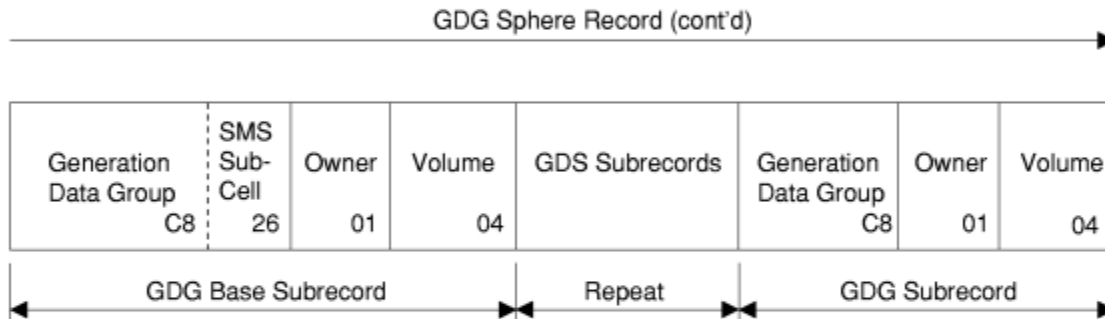 GDG Sphere Record (cont'd)
Generation
Data Group
C8
SMS
Sub-
Cell
26
Owner
01
Volume
04
GDS Subrecords
Generation
Data Group
C8
Owner
01
Volume
04
GDG Base Subrecord
Repeat
GDG Subrecord